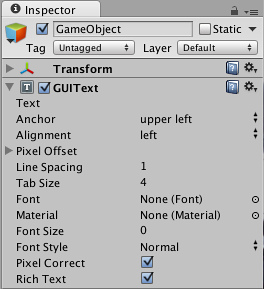 Inspector
GameObject Static
Tag Untagged Layer Default
Transform
GUIText
Text
Anchor upper left
Alignment left
Pixel Offset
Line Spacing 1
Tab Size 4
Font None (Font)
Material None (Material)
Font Size 0
Font Style Normal
Pixel Correct
Rich Text